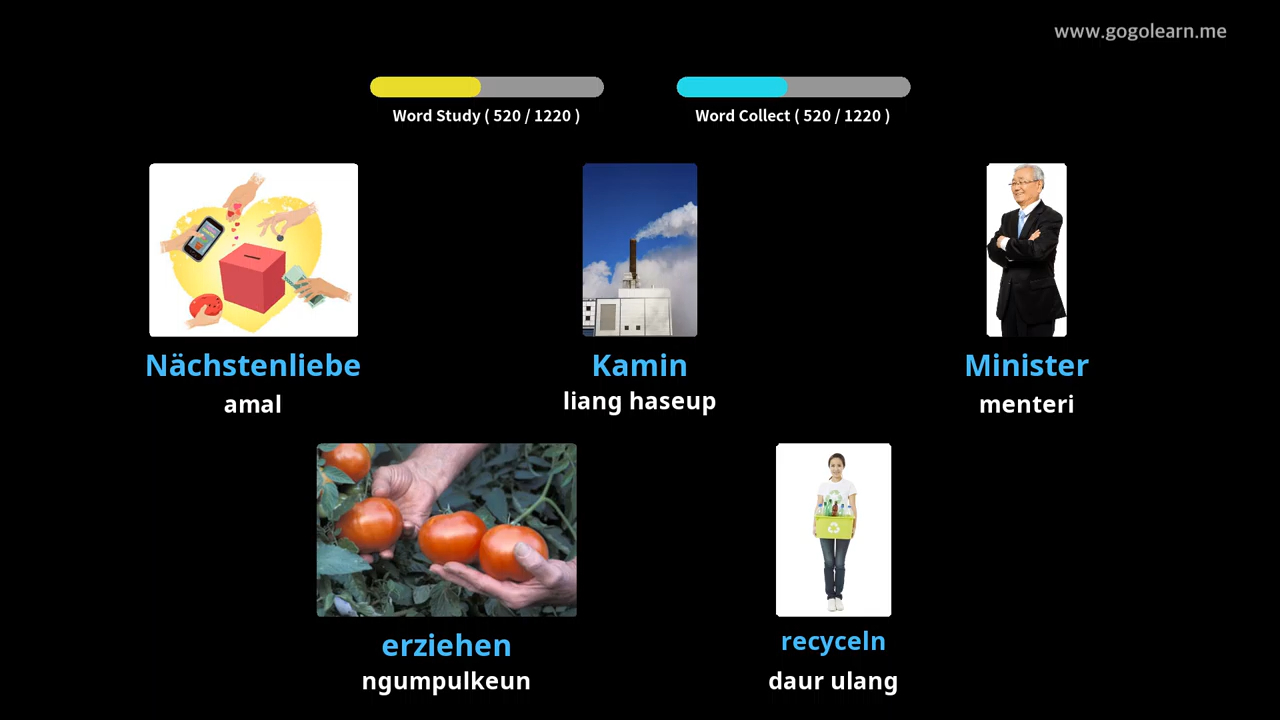 www.gogolearn.me
Word Study ( 520 / 1220 )
Word Collect ( 520 / 1220 )
Nächstenliebe
amal
Kamin
liang haseup
Minister
menteri
erziehen
ngumpulkeun
recyceln
daur ulang